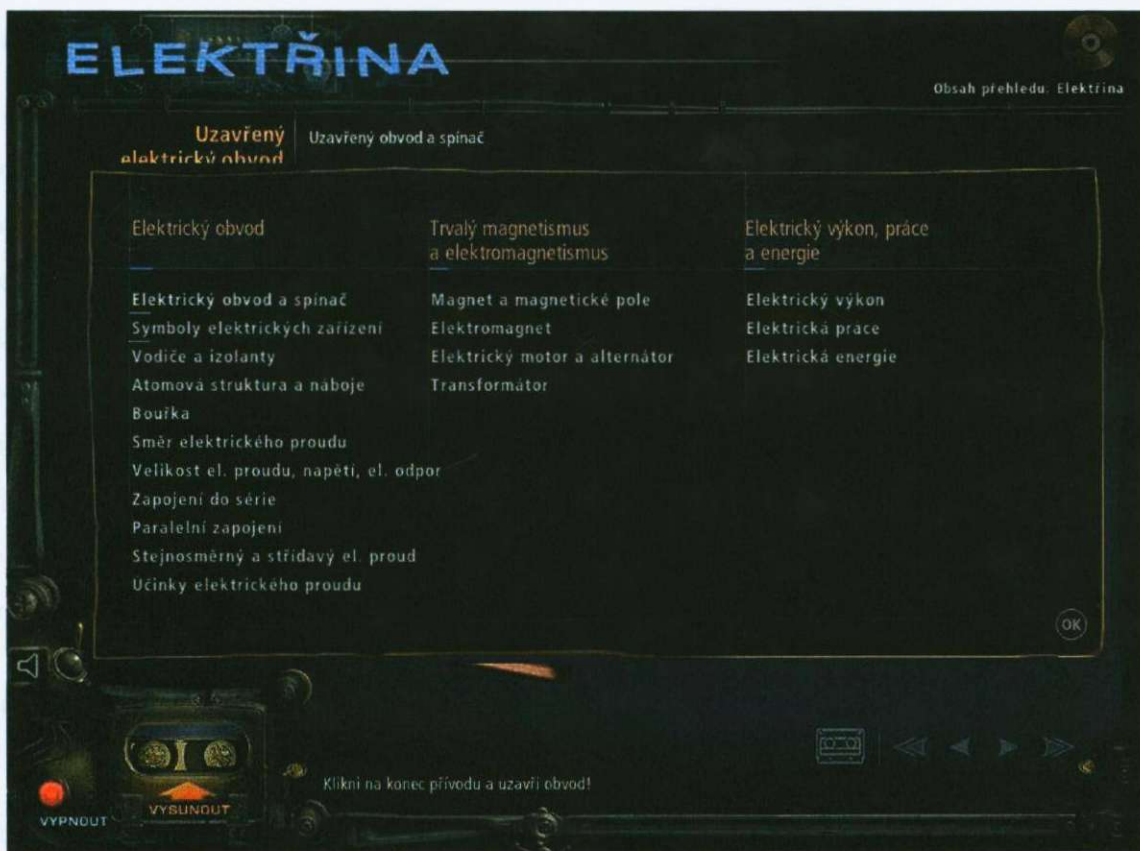 ELEKTŘINA
Obsah přehledu: Elektřina
Uzavřený
elektrický obvod
Uzavřený obvod a spínač
Elektrický obvod
Elektrický obvod a spínač
Symboly elektrických zařízení
Vodiče a izolanty
Atomová struktura a náboje
Bouřka
Směr elektrického proudu
Velikost el. proudu, napětí, el. odpor
Zapojení do série
Paralelní zapojení
Stejnosměrný a střídavý el. proud
Účinky elektrického proudu
Trvalý magnetismus
a elektromagnetismus
Magnet a magnetické pole
Elektromagnet
Elektrický motor a alternátor
Transformátor
Elektrický výkon, práce
a energie
Elektrický výkon
Elektrická práce
Elektrická energie
OK
Klikni na konec přívodu a uzavři obvod!
VYSUNOUT
VYPNOUT